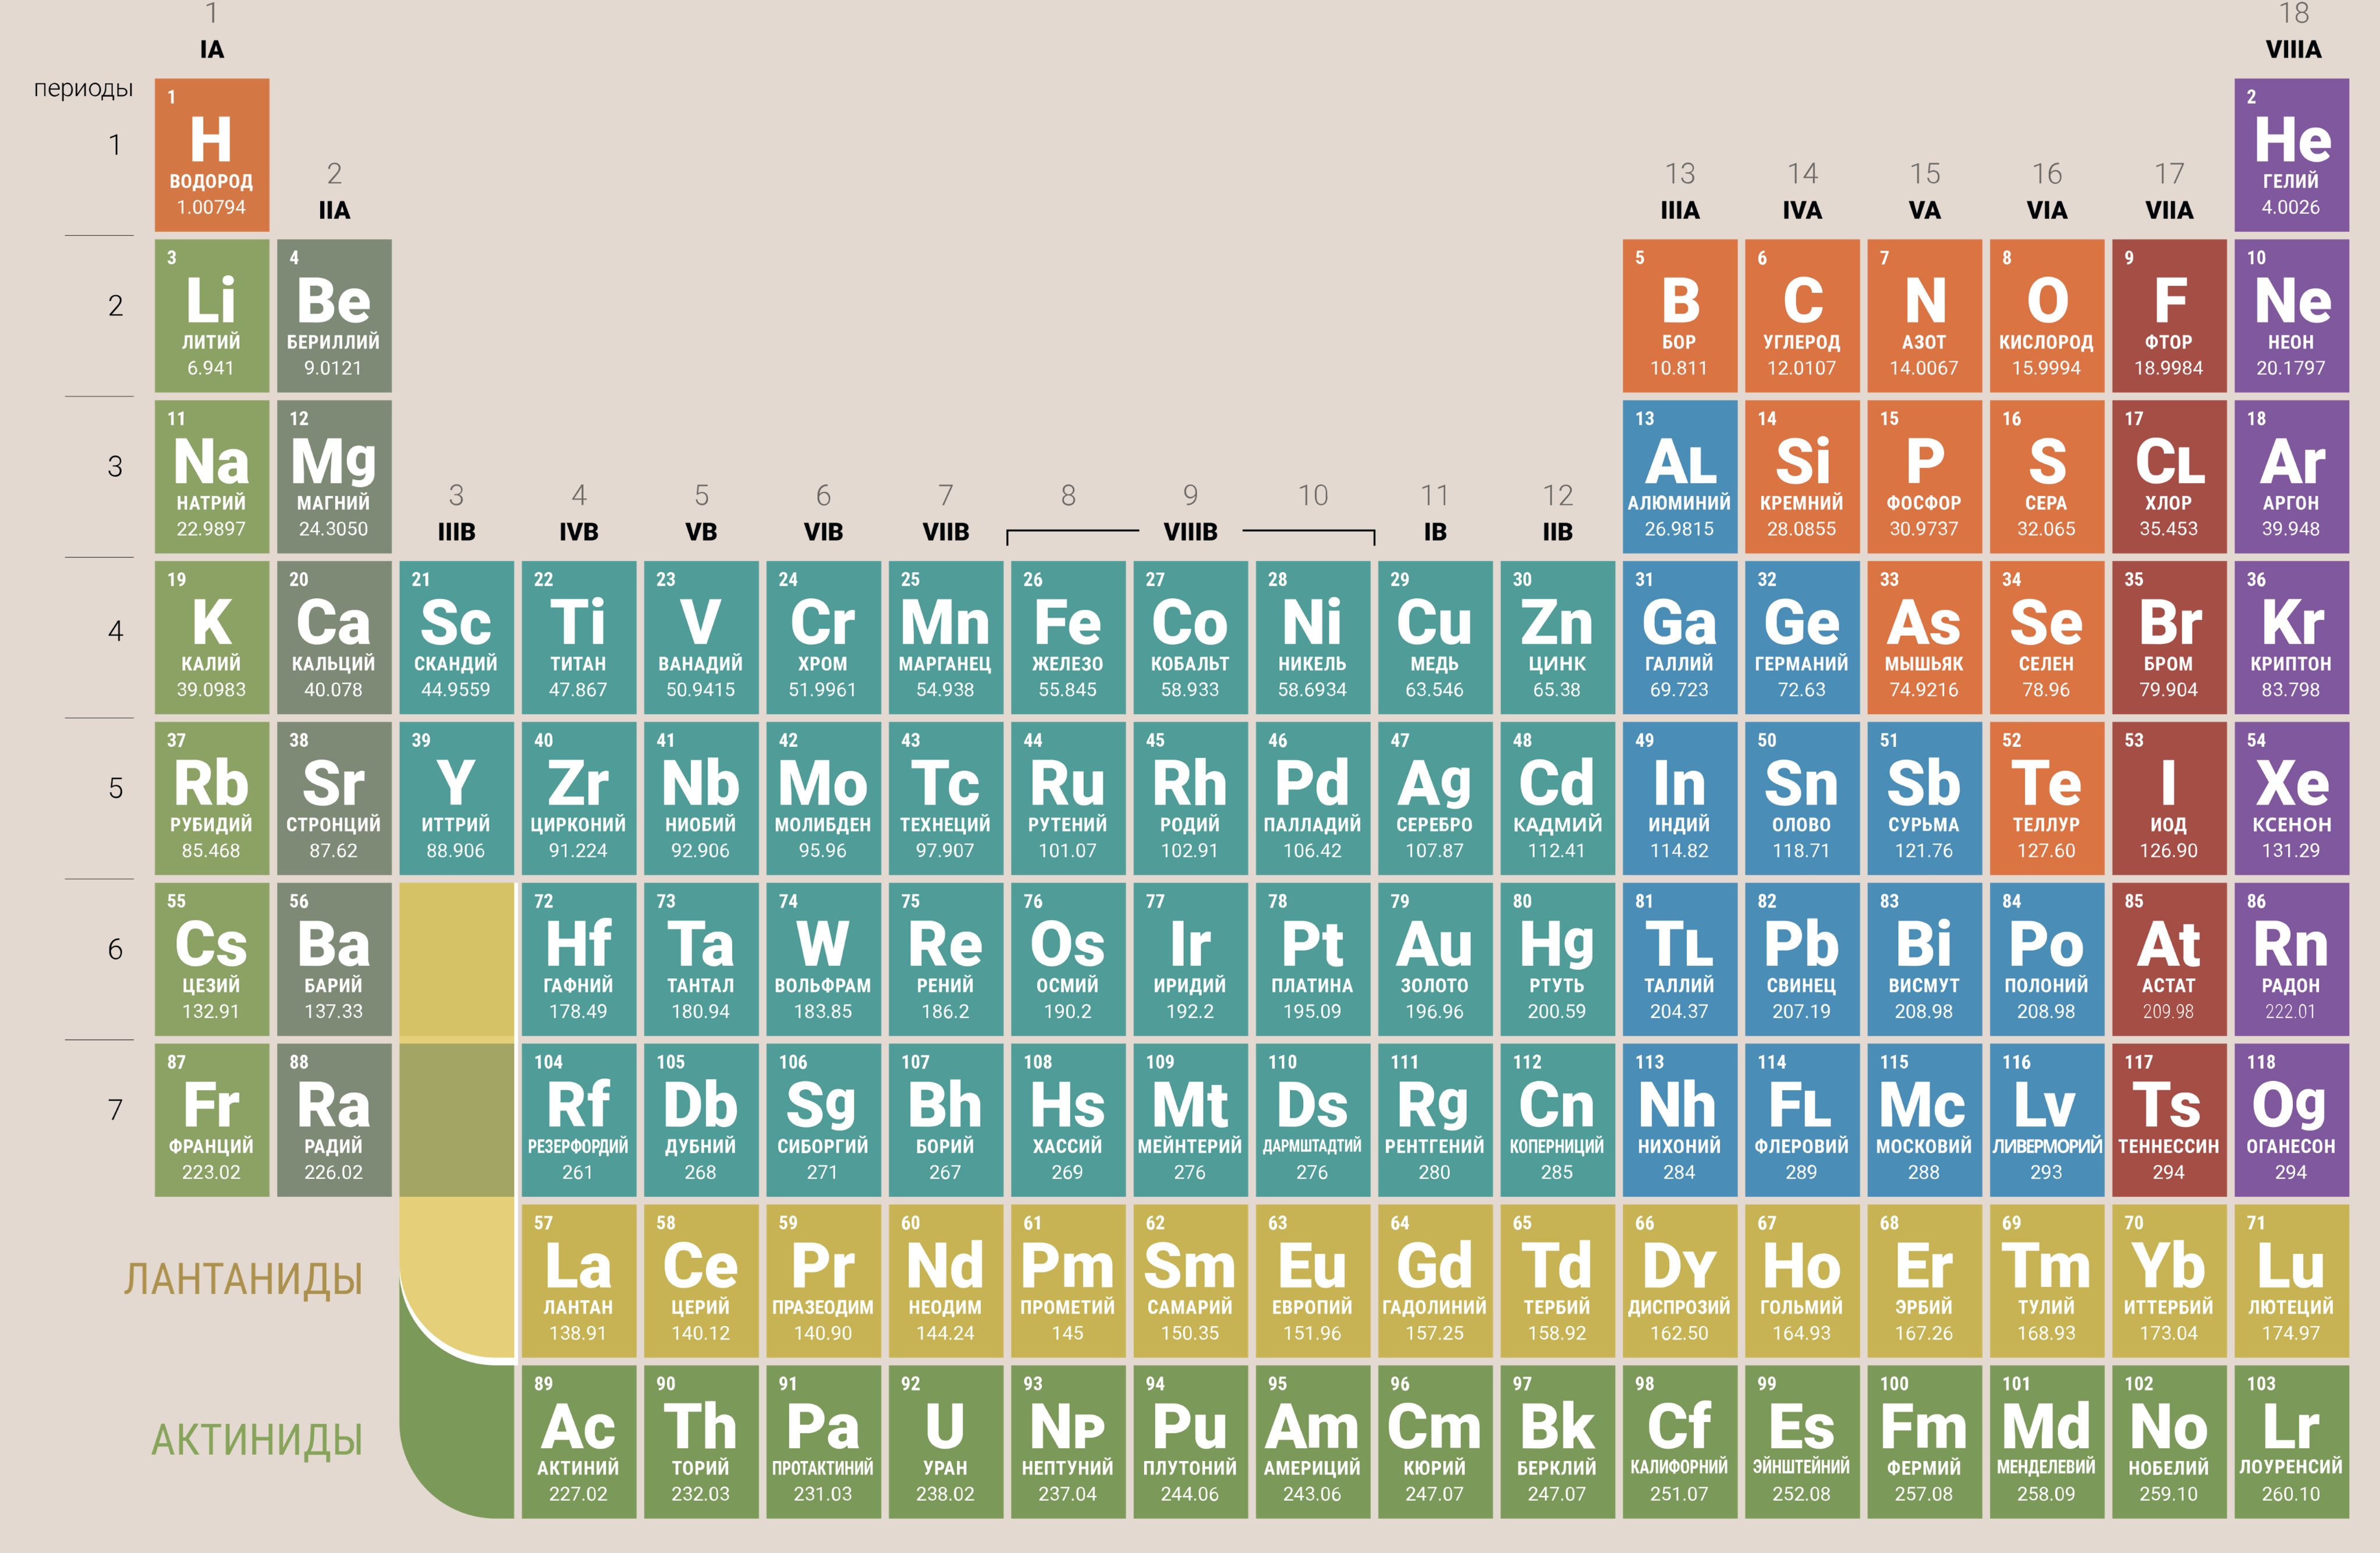 1 18
IA VIIIA
периоды
1 2
H He
ВОДОРОД ГЕЛИЙ
1.00794 4.0026
1
2 13 14 15 16 17
IIA IIIA IVA VA VIA VIIA
3 4 5 6 7 8 9 10
Li Be B C N O F Ne
ЛИТИЙ БЕРИЛЛИЙ БОР УГЛЕРОД АЗОТ КИСЛОРОД ФТОР НЕОН
6.941 9.0121 10.811 12.0107 14.0067 15.9994 18.9984 20.1797
2
11 12 13 14 15 16 17 18
Na Mg AL Si P S CL Ar
НАТРИЙ МАГНИЙ АЛЮМИНИЙ КРЕМНИЙ ФОСФОР СЕРА ХЛОР АРГОН
22.9897 24.3050 26.9815 28.0855 30.9737 32.065 35.453 39.948
3
3 4 5 6 7 8 9 10 11 12
IIIB IVB VB VIB VIIB VIIIB IB IIB
19 20 21 22 23 24 25 26 27 28 29 30 31 32 33 34 35 36
K Ca Sc Ti V Cr Mn Fe Co Ni Cu Zn Ga Ge As Se Br Kr
КАЛИЙ КАЛЬЦИЙ СКАНДИЙ ТИТАН ВАНАДИЙ ХРОМ МАРГАНЕЦ ЖЕЛЕЗО КОБАЛЬТ НИКЕЛЬ МЕДЬ ЦИНК ГАЛЛИЙ ГЕРМАНИЙ МЫШЬЯК СЕЛЕН БРОМ КРИПТОН
39.0983 40.078 44.9559 47.867 50.9415 51.9961 54.938 55.845 58.933 58.6934 63.546 65.38 69.723 72.63 74.9216 78.96 79.904 83.798
4
37 38 39 40 41 42 43 44 45 46 47 48 49 50 51 52 53 54
Rb Sr Y Zr Nb Mo Tc Ru Rh Pd Ag Cd In Sn Sb Te I Xe
РУБИДИЙ СТРОНЦИЙ ИТТРИЙ ЦИРКОНИЙ НИОБИЙ МОЛИБДЕН ТЕХНЕЦИЙ РУТЕНИЙ РОДИЙ ПАЛЛАДИЙ СЕРЕБРО КАДМИЙ ИНДИЙ ОЛОВО СУРЬМА ТЕЛЛУР ИОД КСЕНОН
85.468 87.62 88.906 91.224 92.906 95.96 97.907 101.07 102.91 106.42 107.87 112.41 114.82 118.71 121.76 127.60 126.90 131.29
5
55 56 72 73 74 75 76 77 78 79 80 81 82 83 84 85 86
Cs Ba Hf Ta W Re Os Ir Pt Au Hg TL Pb Bi Po At Rn
ЦЕЗИЙ БАРИЙ ГАФНИЙ ТАНТАЛ ВОЛЬФРАМ РЕНИЙ ОСМИЙ ИРИДИЙ ПЛАТИНА ЗОЛОТО РТУТЬ ТАЛЛИЙ СВИНЕЦ ВИСМУТ ПОЛОНИЙ АСТАТ РАДОН
132.91 137.33 178.49 180.94 183.85 186.2 190.2 192.2 195.09 196.96 200.59 204.37 207.19 208.98 208.98 209.98 222.01
6
87 88 104 105 106 107 108 109 110 111 112 113 114 115 116 117 118
Fr Ra Rf Db Sg Bh Hs Mt Ds Rg Cn Nh FL Mc Lv Ts Og
ФРАНЦИЙ РАДИЙ РЕЗЕРФОРДИЙ ДУБНИЙ СИБОРГИЙ БОРИЙ ХАССИЙ МЕЙНТЕРИЙ ДАРМШТАДТИЙ РЕНТГЕНИЙ КОПЕРНИЦИЙ НИХОНИЙ ФЛЕРОВИЙ МОСКОВИЙ ЛИВЕРМОРИЙ ТЕННЕССИН ОГАНЕСОН
223.02 226.02 261 268 271 267 269 276 276 280 285 284 289 288 293 294 294
7
57 58 59 60 61 62 63 64 65 66 67 68 69 70 71
La Ce Pr Nd Pm Sm Eu Gd Td DY Ho Er Tm Yb Lu
ЛАНТАН ЦЕРИЙ ПРАЗЕОДИМ НЕОДИМ ПРОМЕТИЙ САМАРИЙ ЕВРОПИЙ ГАДОЛИНИЙ ТЕРБИЙ ДИСПРОЗИЙ ГОЛЬМИЙ ЭРБИЙ ТУЛИЙ ИТТЕРБИЙ ЛЮТЕЦИЙ
138.91 140.12 140.90 144.24 145 150.35 151.96 157.25 158.92 162.50 164.93 167.26 168.93 173.04 174.97
ЛАНТАНИДЫ
89 90 91 92 93 94 95 96 97 98 99 100 101 102 103
Ac Th Pa U NP Pu Am Cm Bk Cf Es Fm Md No Lr
АКТИНИЙ ТОРИЙ ПРОТАКТИНИЙ УРАН НЕПТУНИЙ ПЛУТОНИЙ АМЕРИЦИЙ КЮРИЙ БЕРКЛИЙ КАЛИФОРНИЙ ЭЙНШТЕЙНИЙ ФЕРМИЙ МЕНДЕЛЕВИЙ НОБЕЛИЙ ЛОУРЕНСИЙ
227.02 232.03 231.03 238.02 237.04 244.06 243.06 247.07 247.07 251.07 252.08 257.08 258.09 259.10 260.10
АКТИНИДЫ